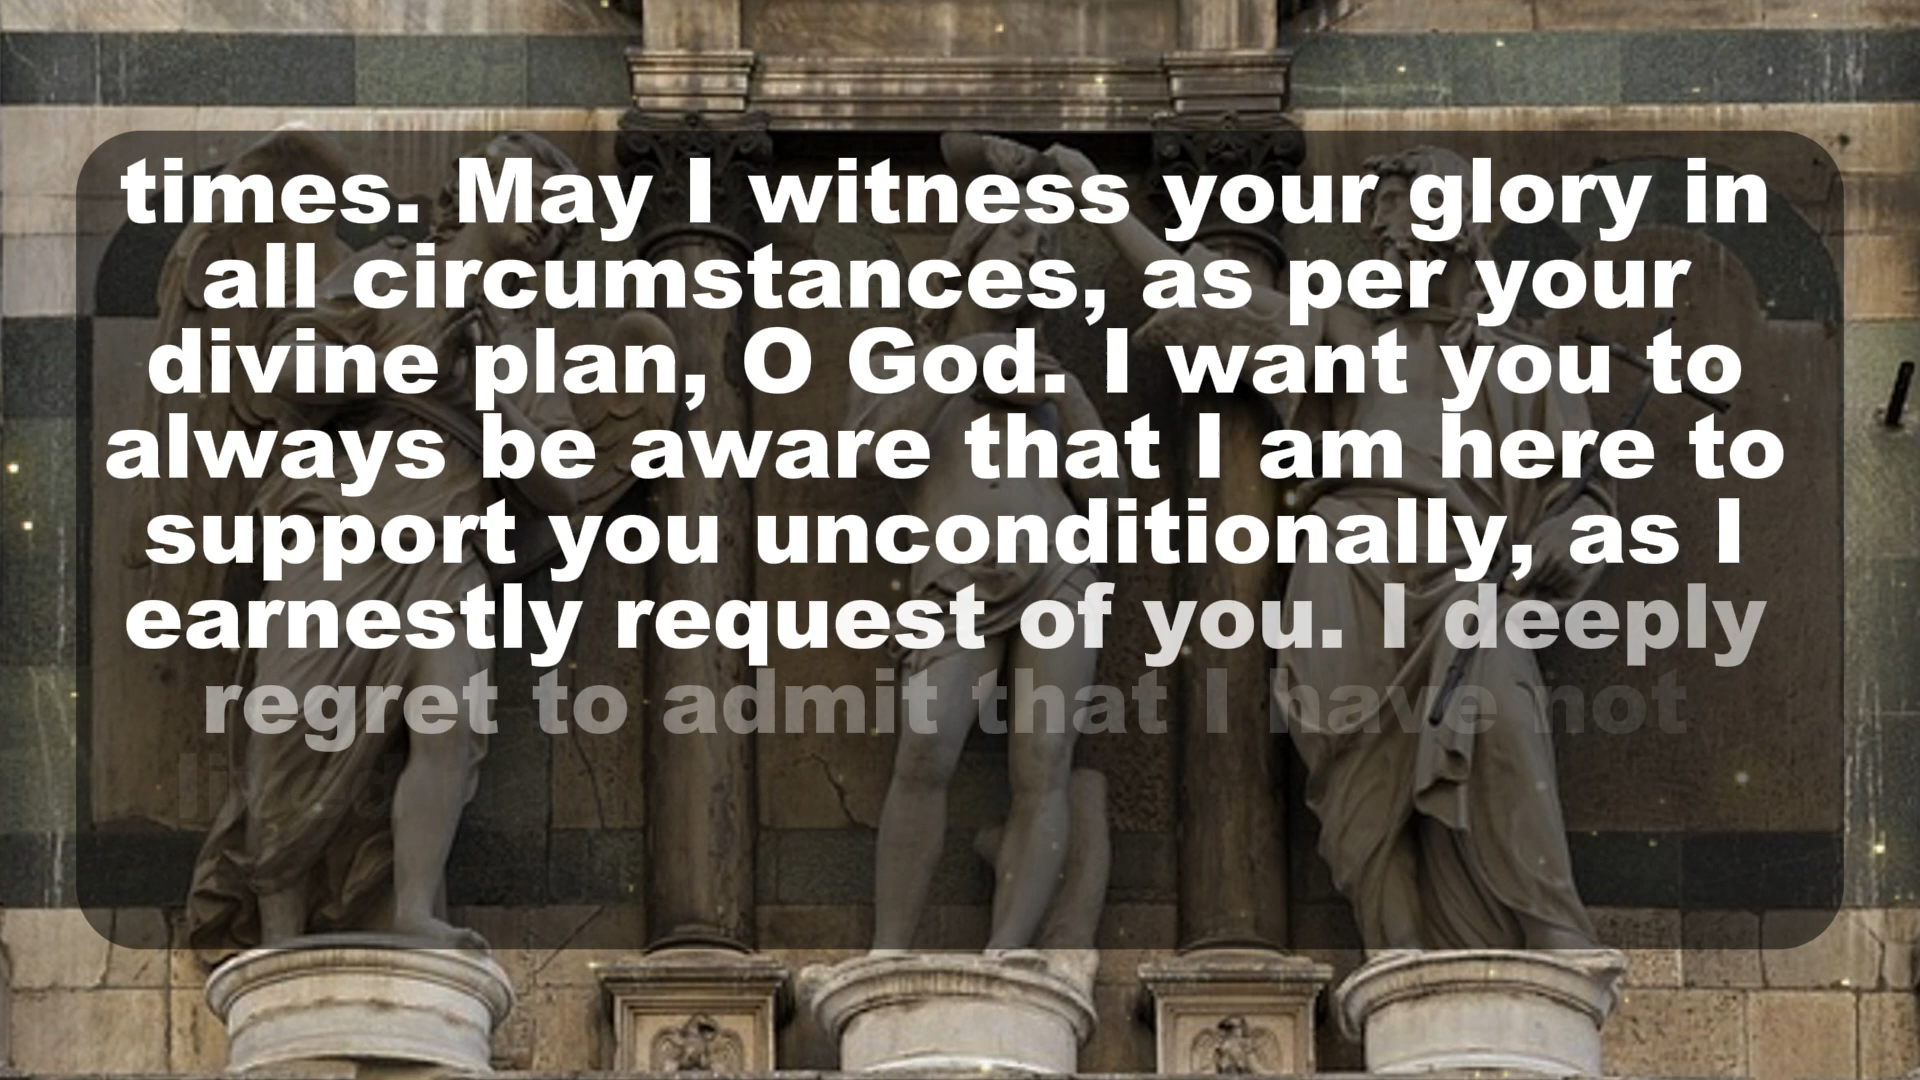 times. May I witness your glory in
all circumstances, as per your
divine plan, O God. I want you to
always be aware that I am here to
support you unconditionally, as I
earnestly request of you. I deeply
regret to admit that I have not